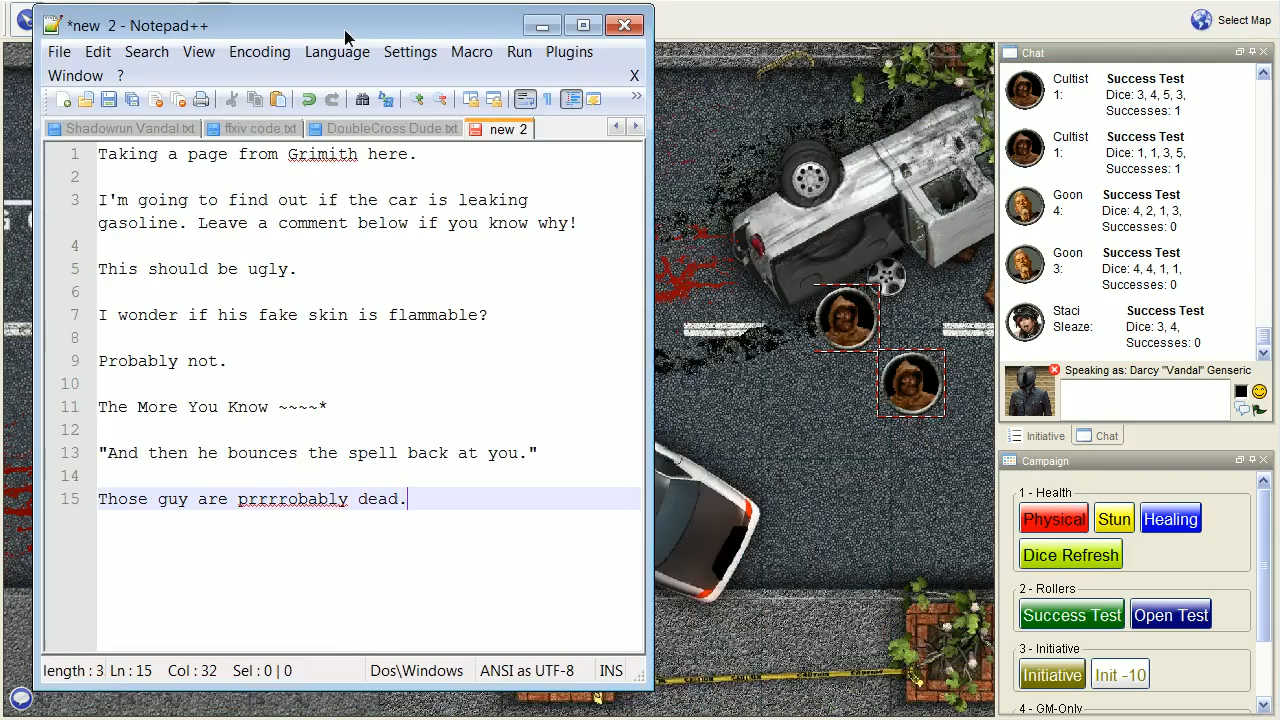 *new  2 - Notepad++
Select Map
File Edit Search View Encoding Language Settings Macro Run Plugins
Window ? X
Shadowrun Vandal.txt ffxiv code.txt DoubleCross Dude.txt new 2
1 Taking a page from Grimith here.
2
3 I'm going to find out if the car is leaking
gasoline. Leave a comment below if you know why!
4
5 This should be ugly.
6
7 I wonder if his fake skin is flammable?
8
9 Probably not.
10
11 The More You Know ~~~~*
12
13 "And then he bounces the spell back at you."
14
15 Those guy are prrrrobably dead.
length : 3 Ln : 15 Col : 32 Sel : 0 | 0 Dos\Windows ANSI as UTF-8 INS
Chat
Cultist 1:
Success Test
Dice: 3, 4, 5, 3,
Successes: 1
Cultist 1:
Success Test
Dice: 1, 1, 3, 5,
Successes: 1
Goon 4:
Success Test
Dice: 4, 2, 1, 3,
Successes: 0
Goon 3:
Success Test
Dice: 4, 4, 1, 1,
Successes: 0
Staci Sleaze:
Success Test
Dice: 3, 4,
Successes: 0
Speaking as: Darcy "Vandal" Genseric
Initiative Chat
Campaign
1 - Health
Physical Stun Healing
Dice Refresh
2 - Rollers
Success Test Open Test
3 - Initiative
Initiative Init -10
4 - GM-Only